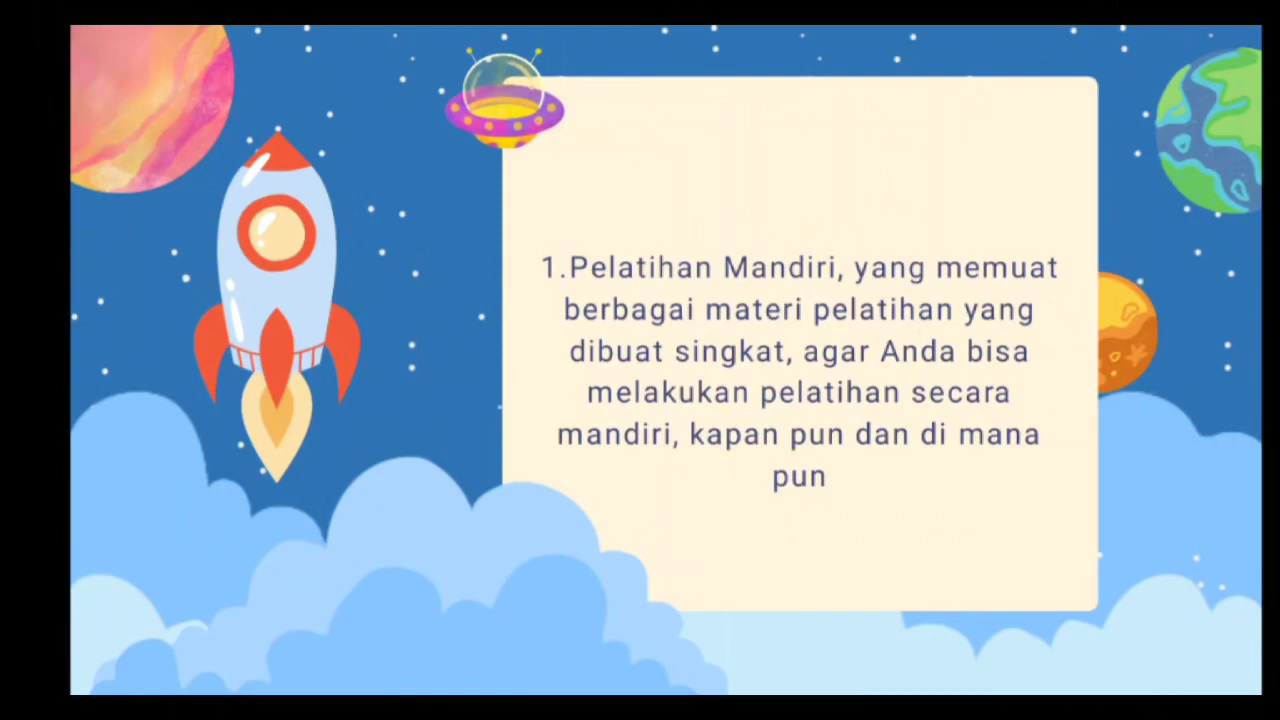 1.Pelatihan Mandiri, yang memuat
berbagai materi pelatihan yang
dibuat singkat, agar Anda bisa
melakukan pelatihan secara
mandiri, kapan pun dan di mana
pun